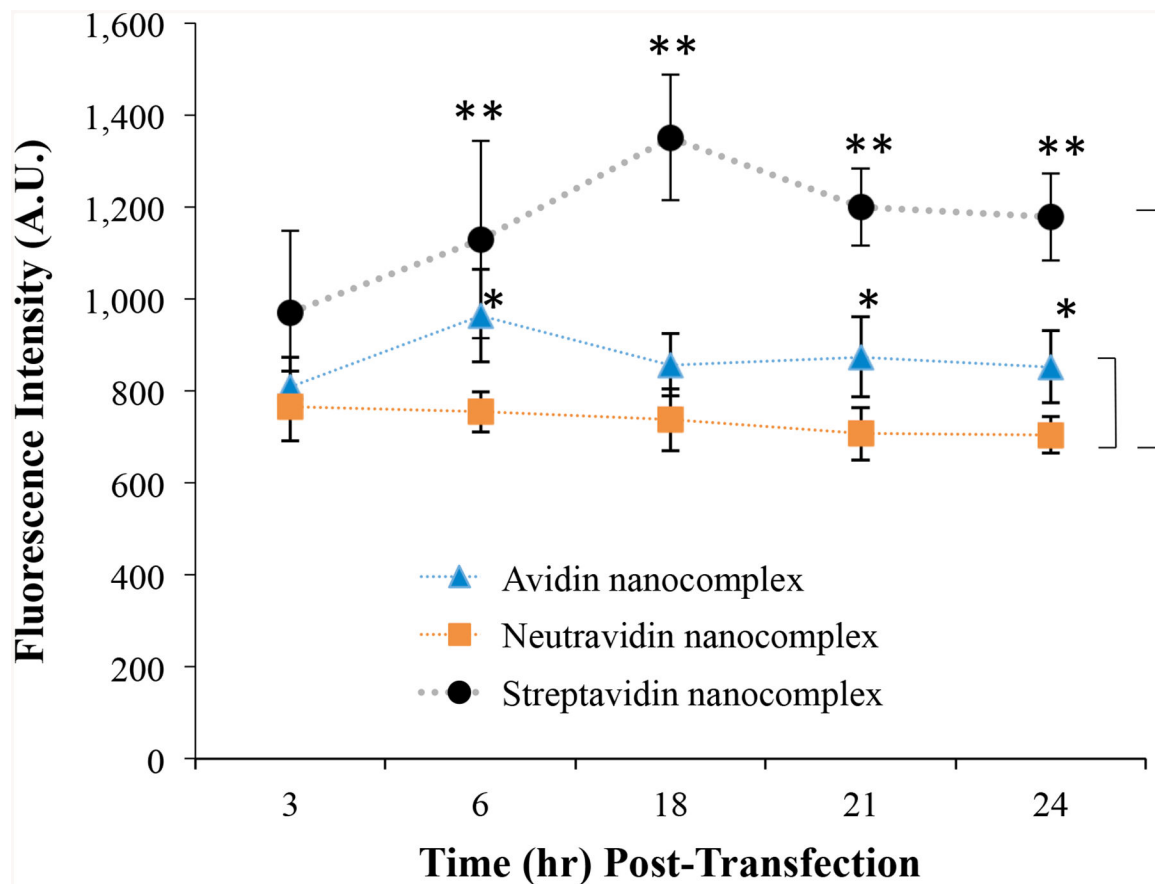 Fluorescence Intensity (A.U.)
1,600
1,400
1,200
1,000
800
600
400
200
0
**
**
**
**
*
*
*
Avidin nanocomplex
Neutravidin nanocomplex
Streptavidin nanocomplex
3 6 18 21 24
Time (hr) Post-Transfection